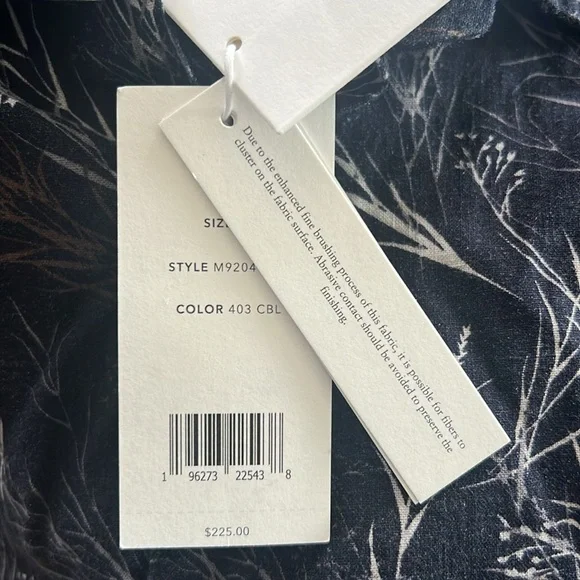 SIZE
STYLE M9204
COLOR 403 CBL
1 96273 22543 8
$225.00
Due to the enhanced fine brushing process of this fabric, it is possible for fibers to
cluster on the fabric surface. Abrasive contact should be avoided to preserve the
finishing.